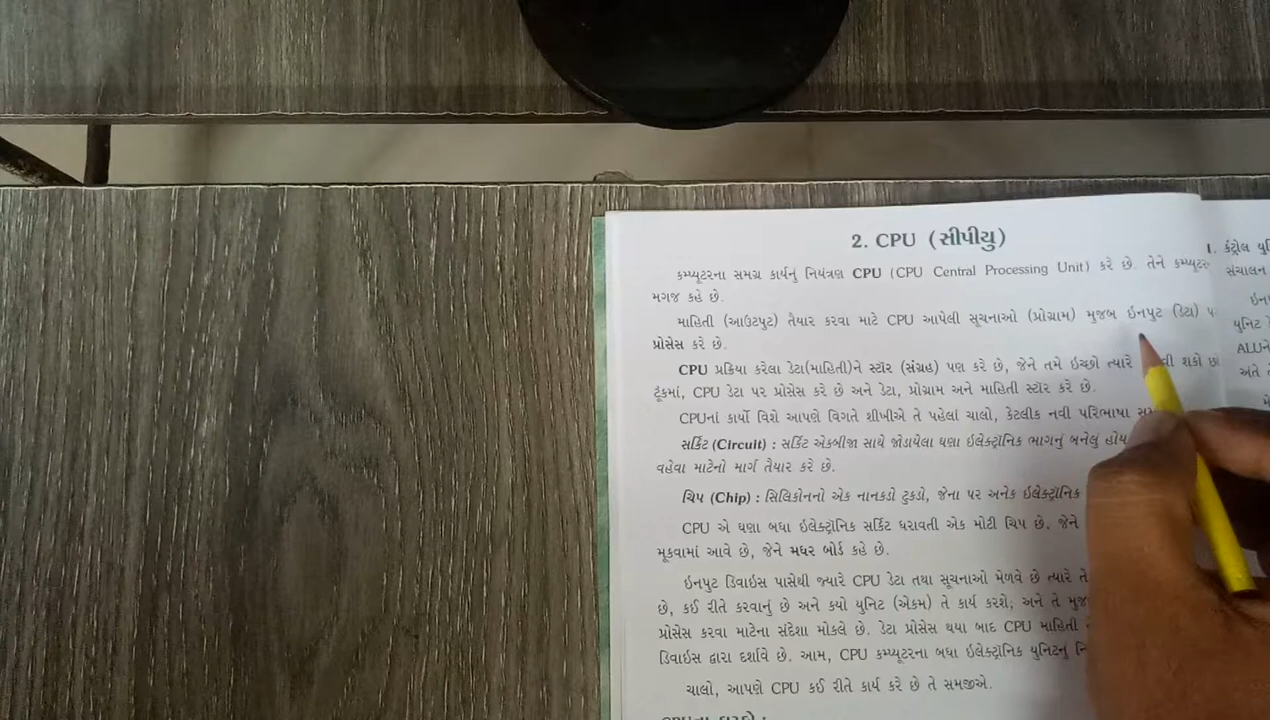 2. CPU (સીપીયુ)
કમ્પ્યૂટરના સમગ્ર કાર્યનું નિયંત્રણ CPU (CPU Central Processing Unit) કરે છે. તેને
મગજ કહે છે.
માહિતી (આઉટપુટ) તૈયાર કરવા માટે CPU આપેલી સૂચનાઓ (પ્રોગ્રામ) મુજબ ઇનપુટ (ડેટા)
પ્રોસેસ કરે છે.
CPU પ્રક્રિયા કરેલા ડેટા(માહિતી)ને સ્ટૉર (સંગ્રહ) પણ કરે છે, જેને તમે ઇચ્છો ત્યારે શકો
ટૂંકમાં, CPU ડેટા પર પ્રોસેસ કરે છે અને ડેટા, પ્રોગ્રામ અને માહિતી સ્ટૉર કરે છે.
CPUનાં કાર્યો વિશે આપણે વિગતે શીખીએ તે પહેલાં ચાલો, કેટલીક નવી પરિભાષા
સર્કિટ (Circuit) : સર્કિટ એકબીજા સાથે જોડાયેલા ઘણા ઇલેક્ટ્રૉનિક ભાગનું બનેલું હોય
વહેવા માટેનો માર્ગ તૈયાર કરે છે.
ચિપ (Chip) : સિલિકોનનો એક નાનકડો ટુકડો, જેના પર અનેક ઇલેક્ટ્રૉનિક
CPU એ ઘણા બધા ઇલેક્ટ્રૉનિક સર્કિટ ધરાવતી એક મોટી ચિપ છે. જેને
મૂકવામાં આવે છે, જેને મધર બોર્ડ કહે છે.
ઇનપુટ ડિવાઇસ પાસેથી જ્યારે CPU ડેટા તથા સૂચનાઓ મેળવે છે ત્યારે
છે, કઈ રીતે કરવાનું છે અને કયો યુનિટ (એકમ) તે કાર્ય કરશે; અને તે
પ્રોસેસ કરવા માટેના સંદેશા મોકલે છે. ડેટા પ્રોસેસ થયા બાદ CPU માહિતી
ડિવાઇસ દ્વારા દર્શાવે છે. આમ, CPU કમ્પ્યૂટરના બધા ઇલેક્ટ્રૉનિક યુનિટનું
ચાલો, આપણે CPU કઈ રીતે કાર્ય કરે છે તે સમજીએ.
1. કંટ્રોલ
સંચાલન
યુનિટ
ALUને
અંતે